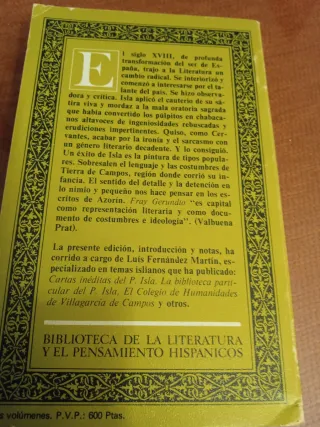 El siglo XVIII, de profunda
transformación del ser de Es-
paña, trajo a la Literatura un
cambio radical. Se interiorizó y
comenzó a interesarse por el ta-
lante del país. Se hizo observa-
dora y crítica. Isla aplicó el cauterio de su sá-
tira viva y mordaz a la mala oratoria sagrada
que había convertido los púlpitos en chabaca-
nos altavoces de ingeniosidades rebuscadas y
erudiciones impertinentes. Quiso, como Cer-
vantes, acabar por la ironía y el sarcasmo con
un género literario decadente. Y lo consiguió.
Un éxito de Isla es la pintura de tipos popula-
res. Sobresalen el lenguaje y las costumbres de
Tierra de Campos, región donde corrió su in-
fancia. El sentido del detalle y la detención en
lo nimio y pequeño nos hace pensar en los es-
critos de Azorín. Fray Gerundio "es capital
como representación literaria y como docu-
mento de costumbres e ideología". (Valbuena
Prat).
La presente edición, introducción y notas, ha
corrido a cargo de Luis Fernández Martín, es-
pecializado en temas islianos que ha publicado:
Cartas inéditas del P. Isla. La biblioteca parti-
cular del P. Isla, El Colegio de Humanidades
de Villagarcía de Campos y otros.
BIBLIOTECA DE LA LITERATURA
Y EL PENSAMIENTO HISPANICOS
s volúmenes. P.V.P.: 600 Ptas.